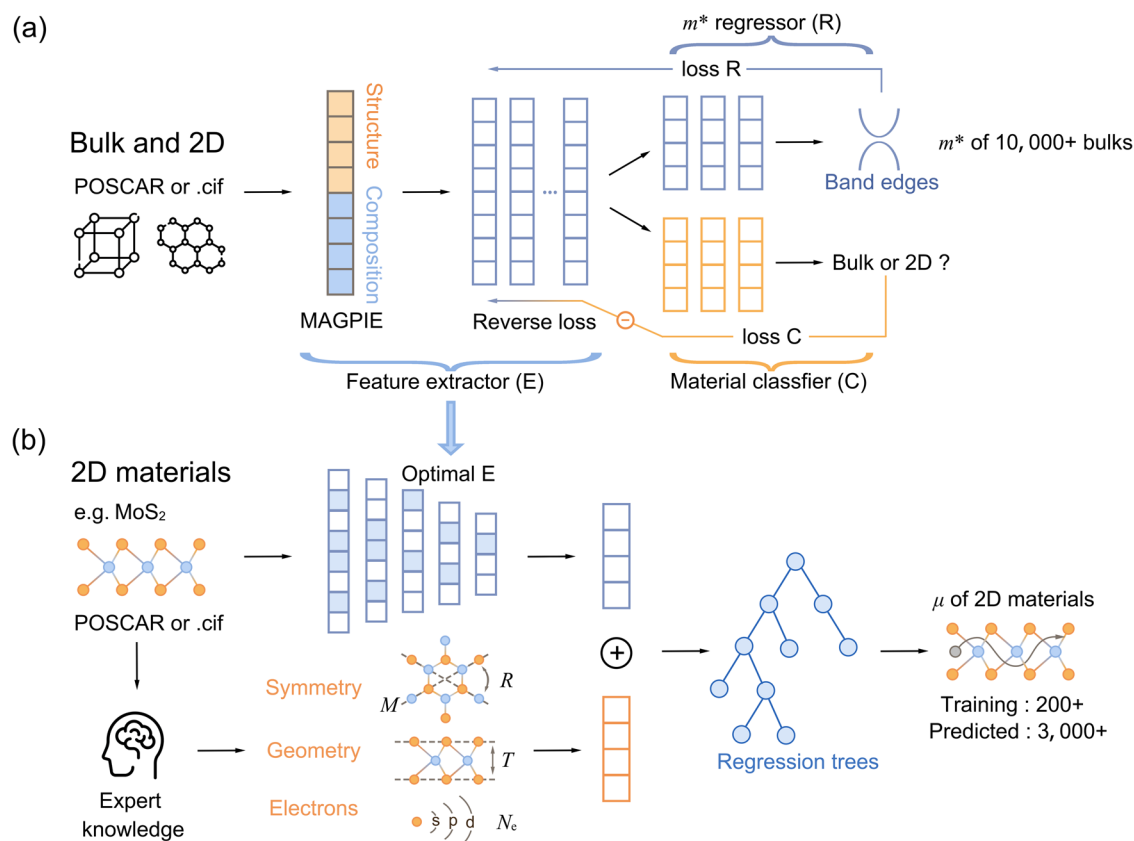 (a)
m* regressor (R)
loss R
Structure
Composition
Bulk and 2D
POSCAR or .cif
...
m* of 10,000+ bulks
Band edges
Bulk or 2D ?
MAGPIE
Reverse loss
−
loss C
Feature extractor (E)
Material classfier (C)
(b)
2D materials
Optimal E
e.g. MoS₂
POSCAR or .cif
μ of 2D materials
+
Symmetry
R
M
Training : 200+
Predicted : 3,000+
Geometry
T
Regression trees
Expert
knowledge
Electrons
s p d
Nₑ